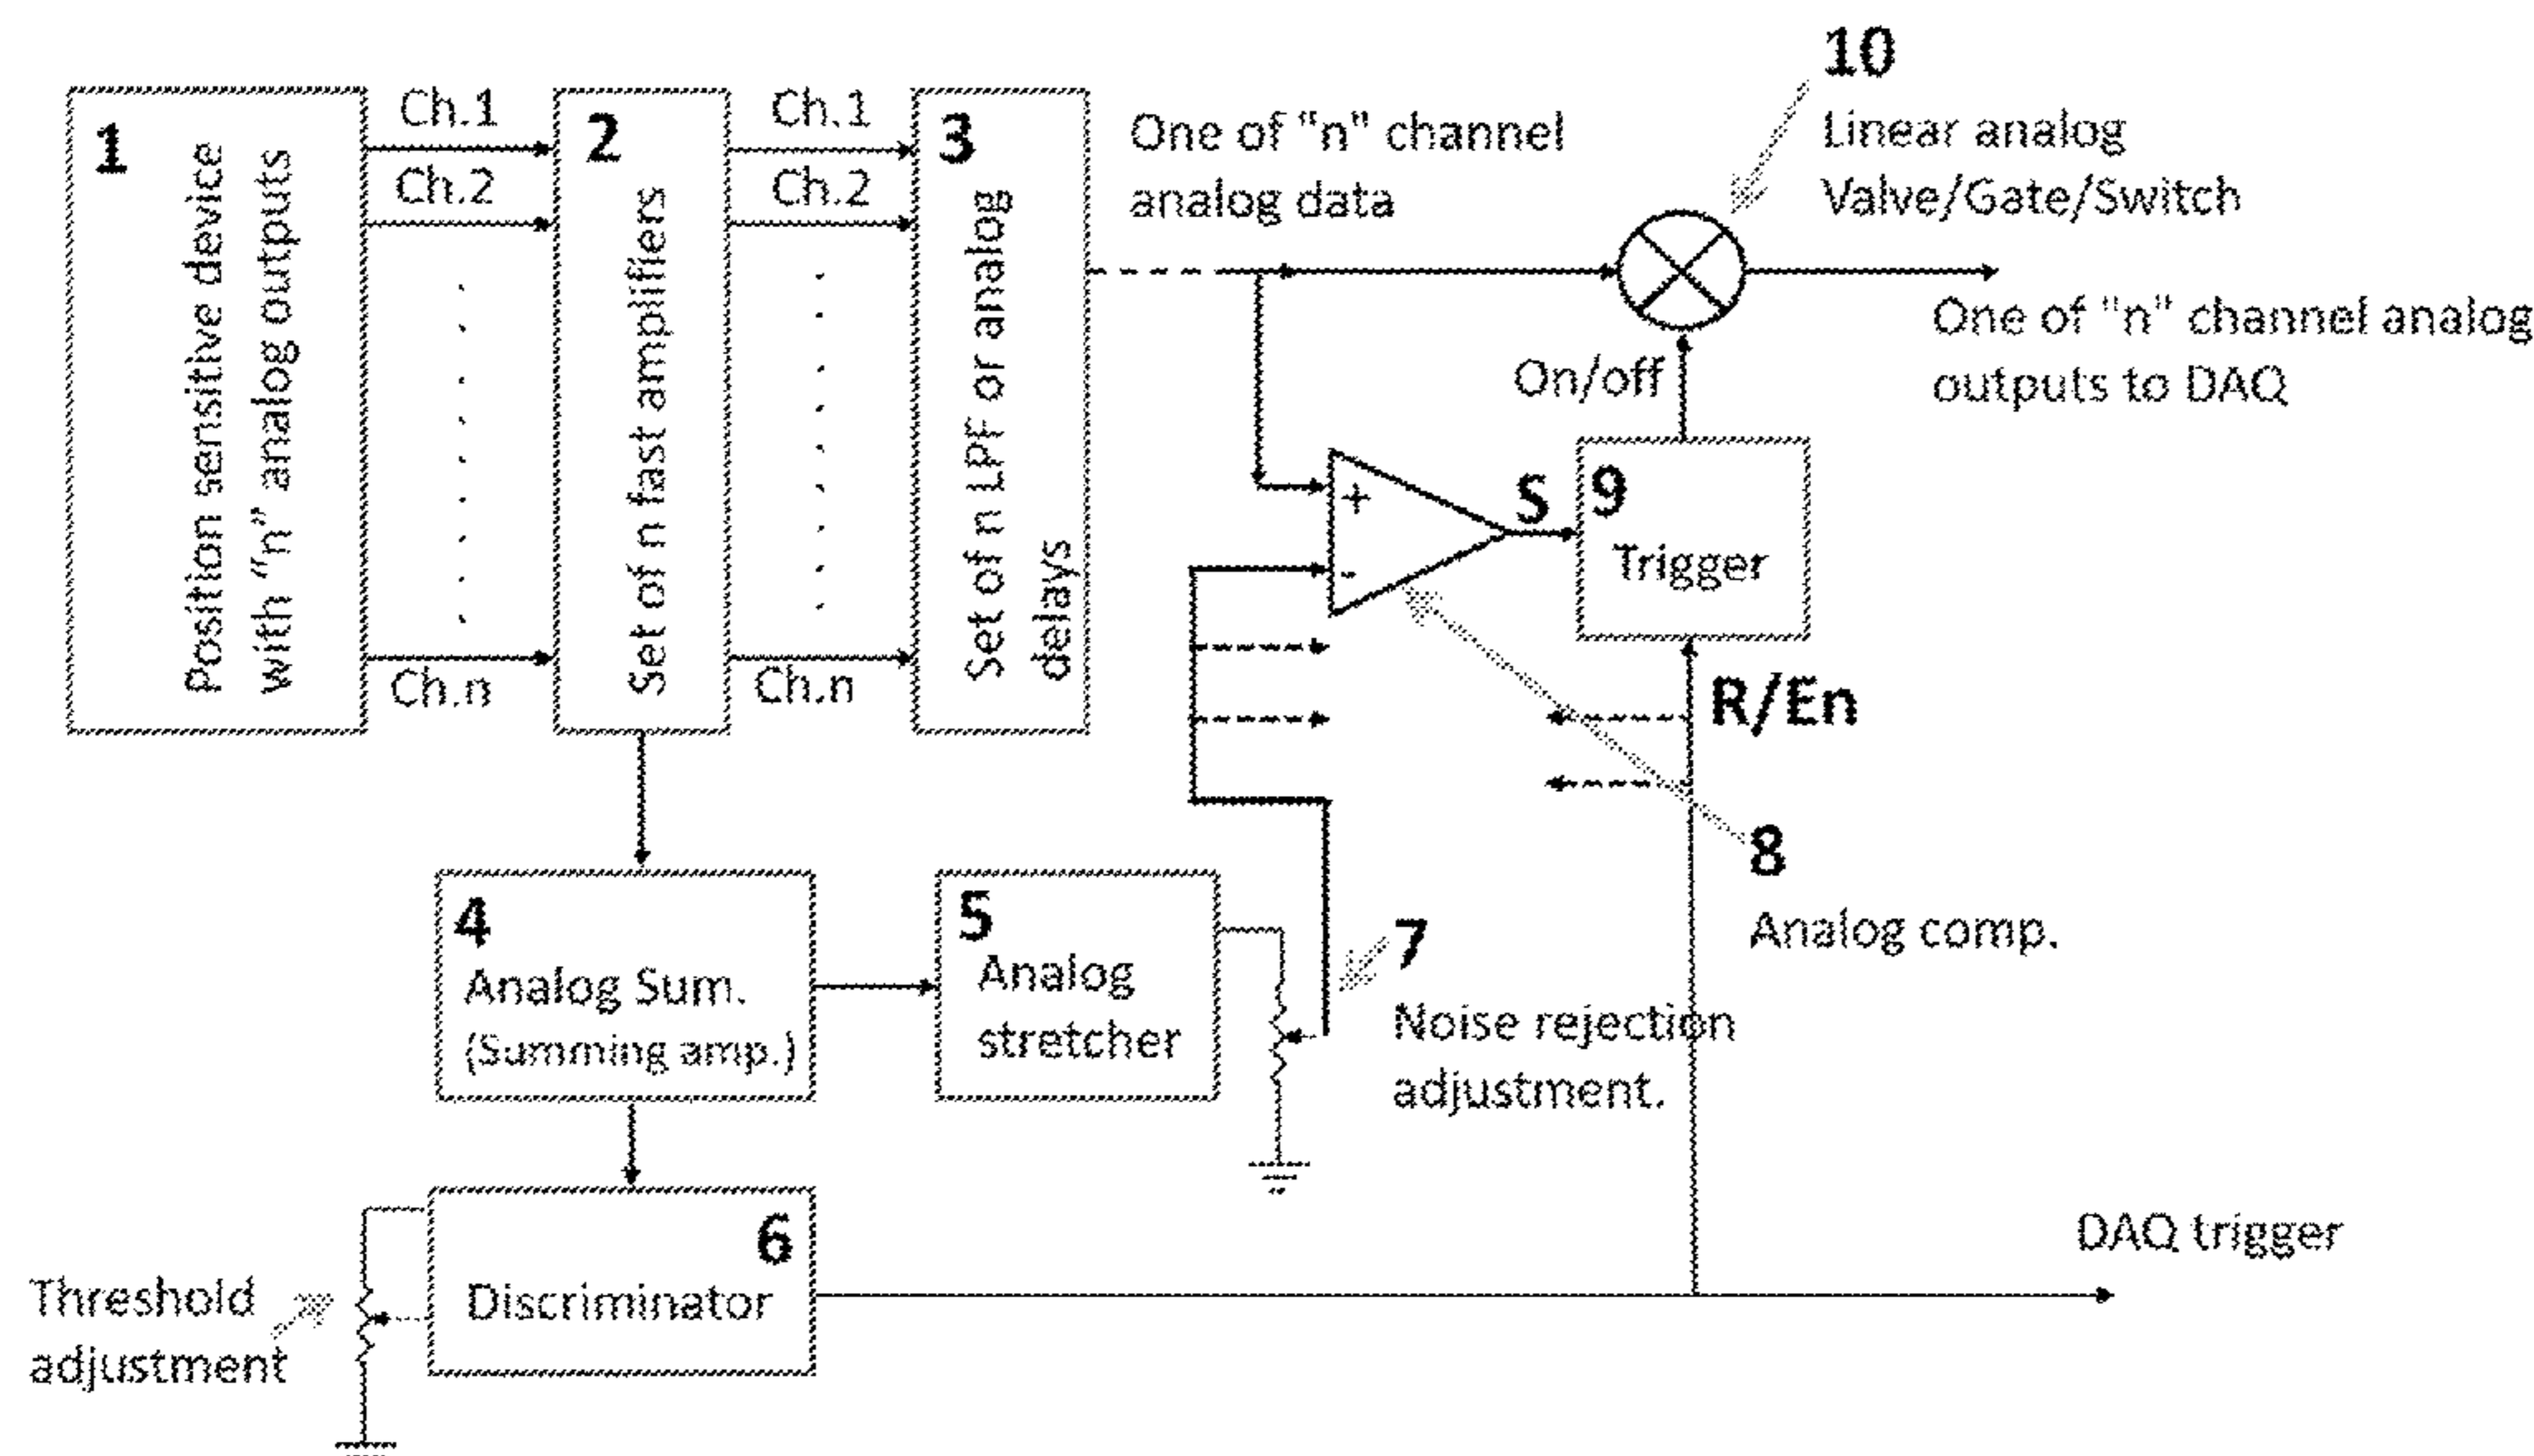 10
Ch.1
Ch.1
1
2
3
One of "n" channel
analog data
Linear analog
Valve/Gate/Switch
Ch.2
Ch.2
Position sensitive device
with "n" analog outputs
Set of n fast amplifiers
Set of n LPF or analog
delays
One of "n" channel analog
outputs to DAQ
On/off
+
-
S
9
Trigger
Ch.n
Ch.n
R/En
8
Analog comp.
4
Analog Sum.
(Summing amp.)
5
Analog
stretcher
7
Noise rejection
adjustment.
6
Discriminator
Threshold
adjustment
DAQ trigger